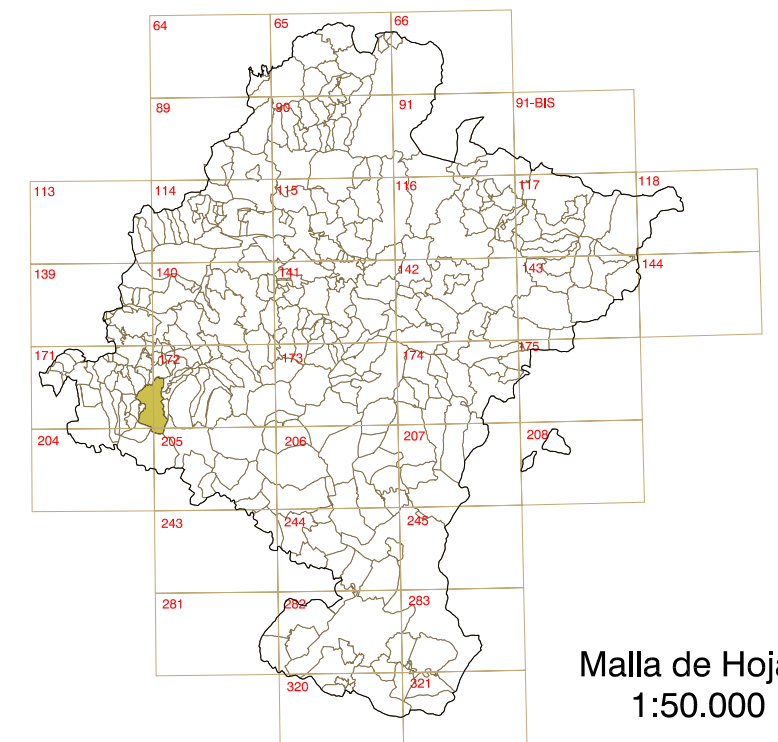 64 65 66
89 90 91 91-BIS
113 114 115 116 117 118
139 140 141 142 143 144
171 172 173 174 175
204 205 206 207 208
243 244 245
281 282 283
320 321
Malla de Hoja
1:50.000